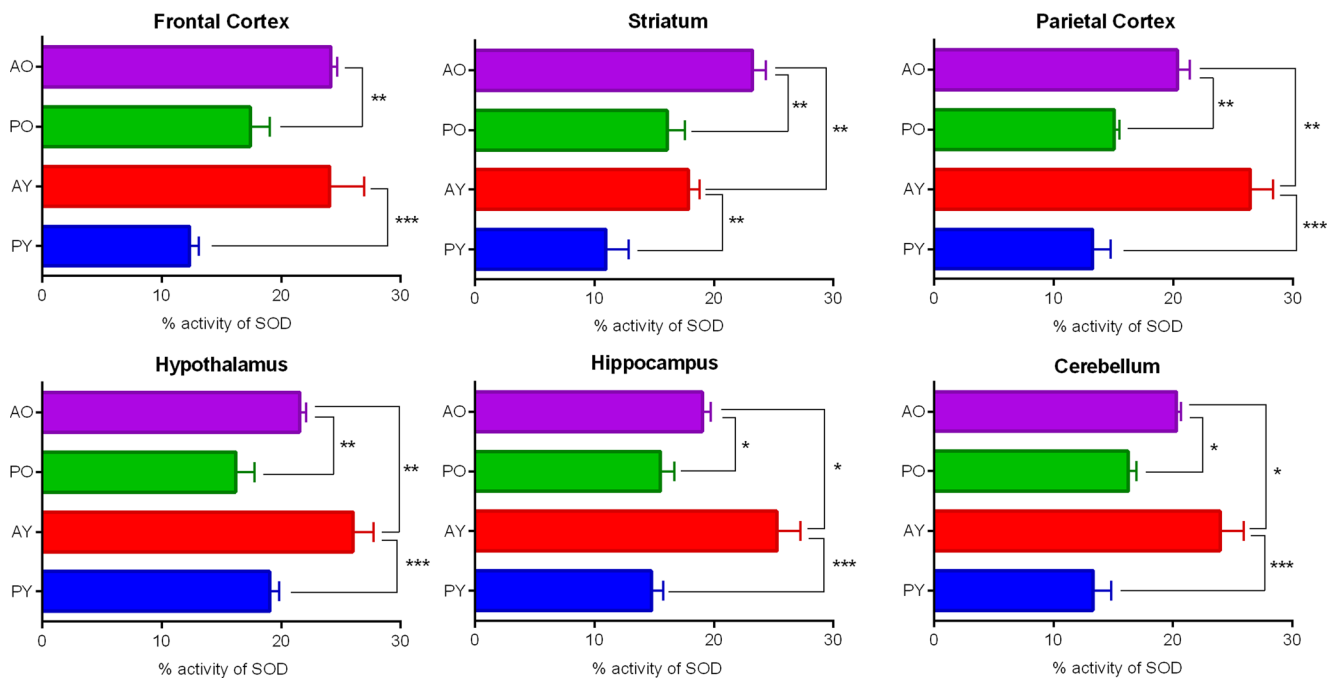 Frontal Cortex
AO
PO
AY
PY
**
***
0 10 20 30
% activity of SOD
Striatum
AO
PO
AY
PY
**
**
**
0 10 20 30
% activity of SOD
Parietal Cortex
AO
PO
AY
PY
**
**
***
0 10 20 30
% activity of SOD
Hypothalamus
AO
PO
AY
PY
**
**
***
0 10 20 30
% activity of SOD
Hippocampus
AO
PO
AY
PY
*
*
***
0 10 20 30
% activity of SOD
Cerebellum
AO
PO
AY
PY
*
*
***
0 10 20 30
% activity of SOD